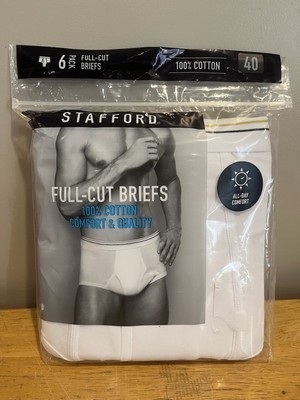 6 PACK
FULL-CUT
BRIEFS
100% COTTON
40
STAFFORD
FULL-CUT BRIEFS
100% COTTON
COMFORT & QUALITY
ALL-DAY
COMFORT